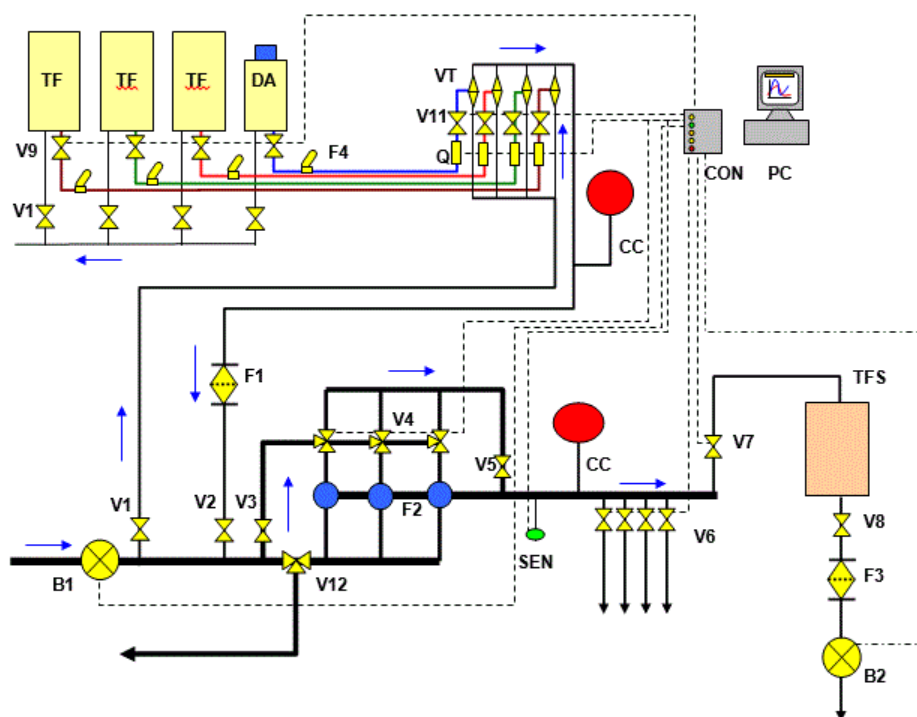 TF TF TF DA
VT
V11
Q
V9
F4
CON PC
V1
CC
F1
TFS
V4
V7
V5 CC
V1 V2 V3
F2
V6
V8
SEN
B1
V12
F3
B2